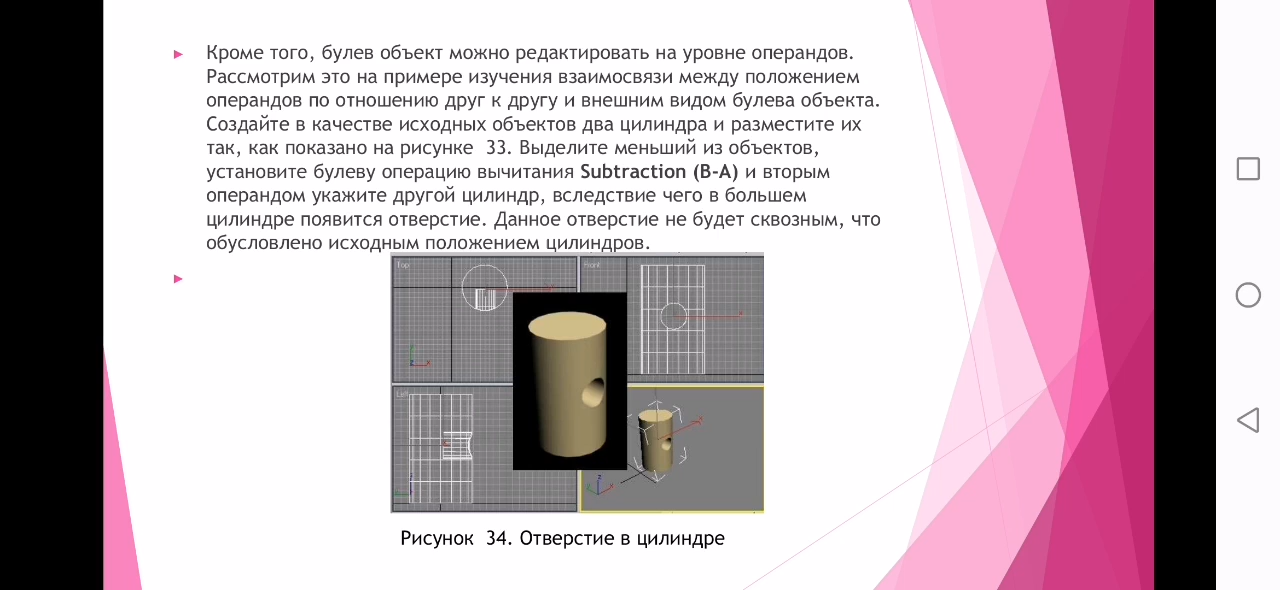 Кроме того, булев объект можно редактировать на уровне операндов.
Рассмотрим это на примере изучения взаимосвязи между положением
операндов по отношению друг к другу и внешним видом булева объекта.
Создайте в качестве исходных объектов два цилиндра и разместите их
так, как показано на рисунке  33. Выделите меньший из объектов,
установите булеву операцию вычитания Subtraction (B-A) и вторым
операндом укажите другой цилиндр, вследствие чего в большем
цилиндре появится отверстие. Данное отверстие не будет сквозным, что
обусловлено исходным положением цилиндров.
Top
Front
Left
Рисунок  34. Отверстие в цилиндре